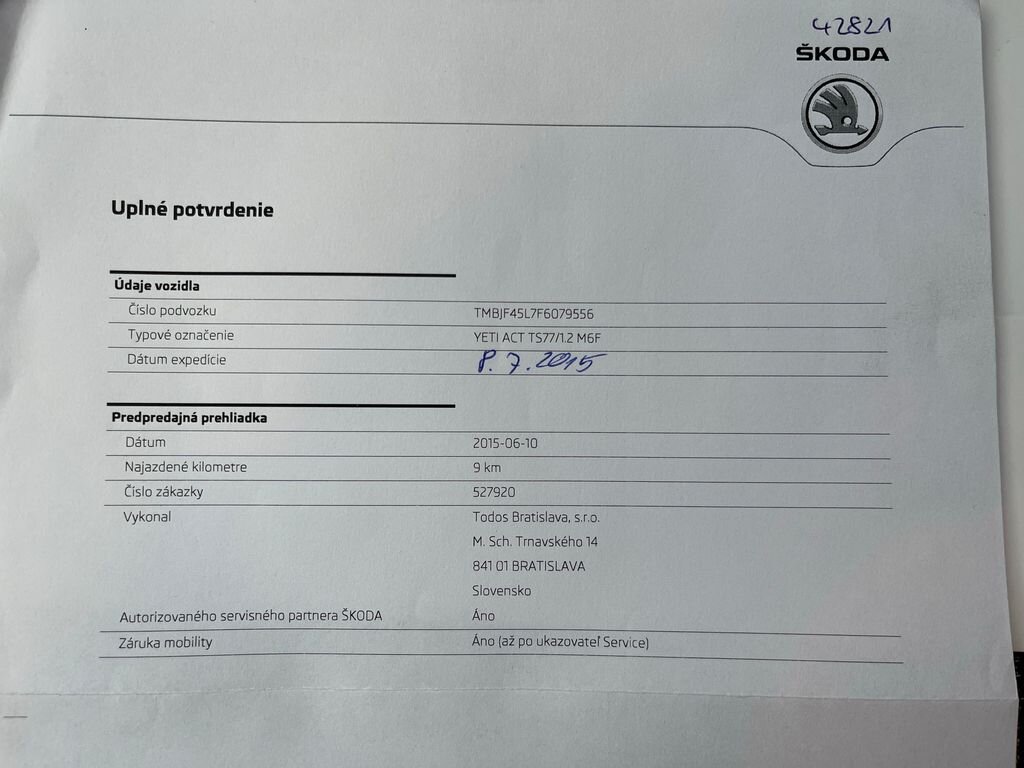 42821
ŠKODA
Uplné potvrdenie
Údaje vozidla
Číslo podvozku TMBJF45L7F6079556
Typové označenie YETI ACT TS77/1.2 M6F
Dátum expedície 8.7.2015
Predpredajná prehliadka
Dátum 2015-06-10
Najazdené kilometre 9 km
Číslo zákazky 527920
Vykonal Todos Bratislava, s.r.o.
M. Sch. Trnavského 14
841 01 BRATISLAVA
Slovensko
Autorizovaného servisného partnera ŠKODA Áno
Záruka mobility Áno (až po ukazovateľ Service)